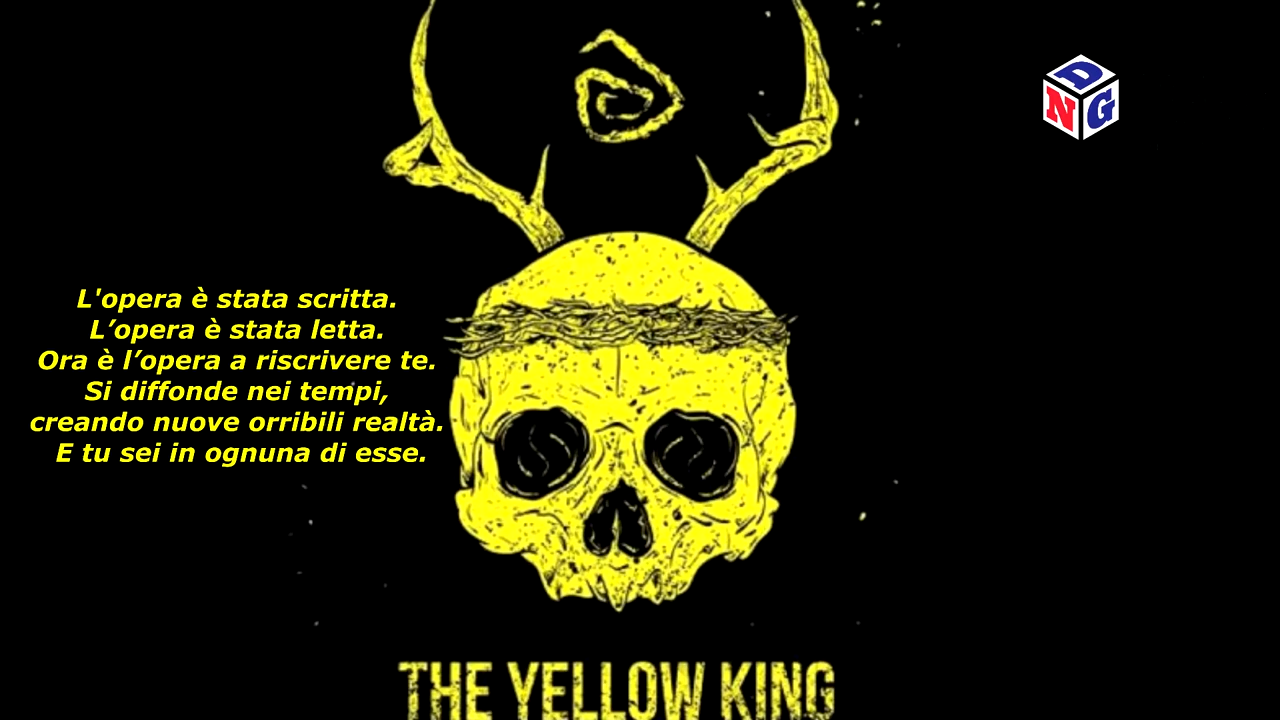 D
N G
L'opera è stata scritta.
L’opera è stata letta.
Ora è l’opera a riscrivere te.
Si diffonde nei tempi,
creando nuove orribili realtà.
E tu sei in ognuna di esse.
THE YELLOW KING